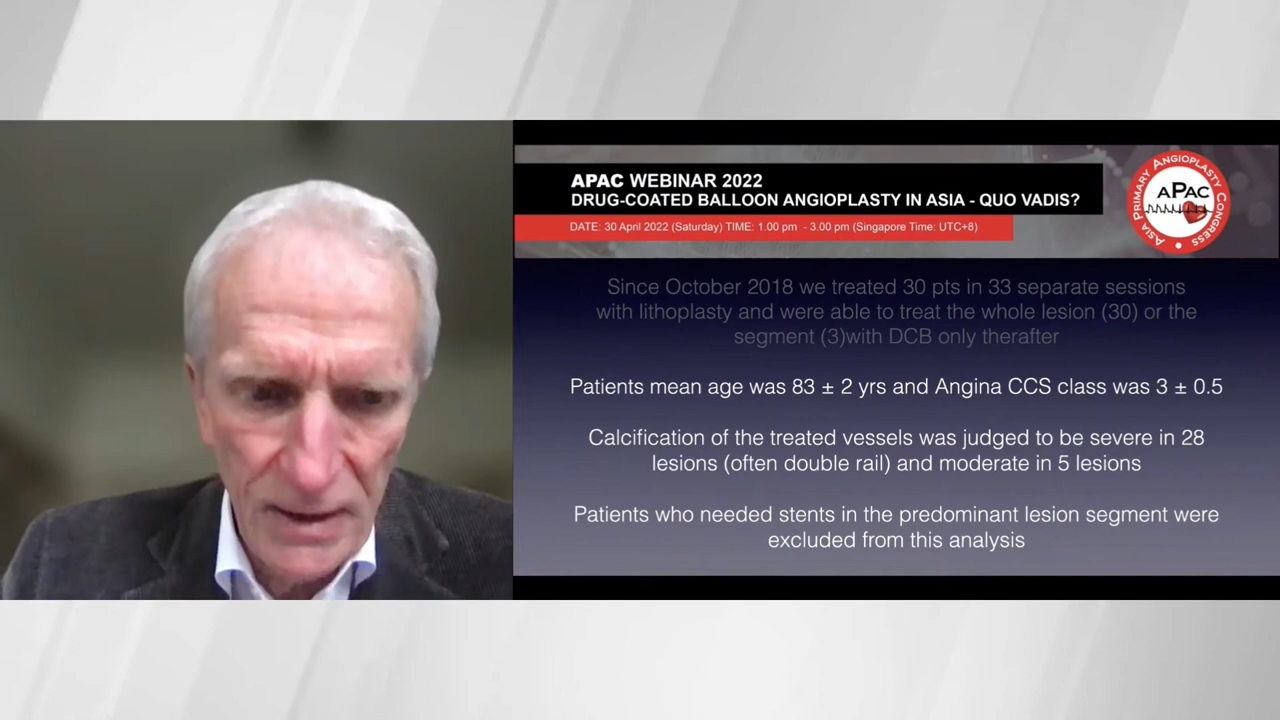 APAC WEBINAR 2022
DRUG-COATED BALLOON ANGIOPLASTY IN ASIA - QUO VADIS?
DATE: 30 April 2022 (Saturday) TIME: 1.00 pm - 3.00 pm (Singapore Time: UTC+8)
ASIA PRIMARY ANGIOPLASTY CONGRESS
APAC
Since October 2018 we treated 30 pts in 33 separate sessions
with lithoplasty and were able to treat the whole lesion (30) or the
segment (3)with DCB only therafter
Patients mean age was 83 ± 2 yrs and Angina CCS class was 3 ± 0.5
Calcification of the treated vessels was judged to be severe in 28
lesions (often double rail) and moderate in 5 lesions
Patients who needed stents in the predominant lesion segment were
excluded from this analysis